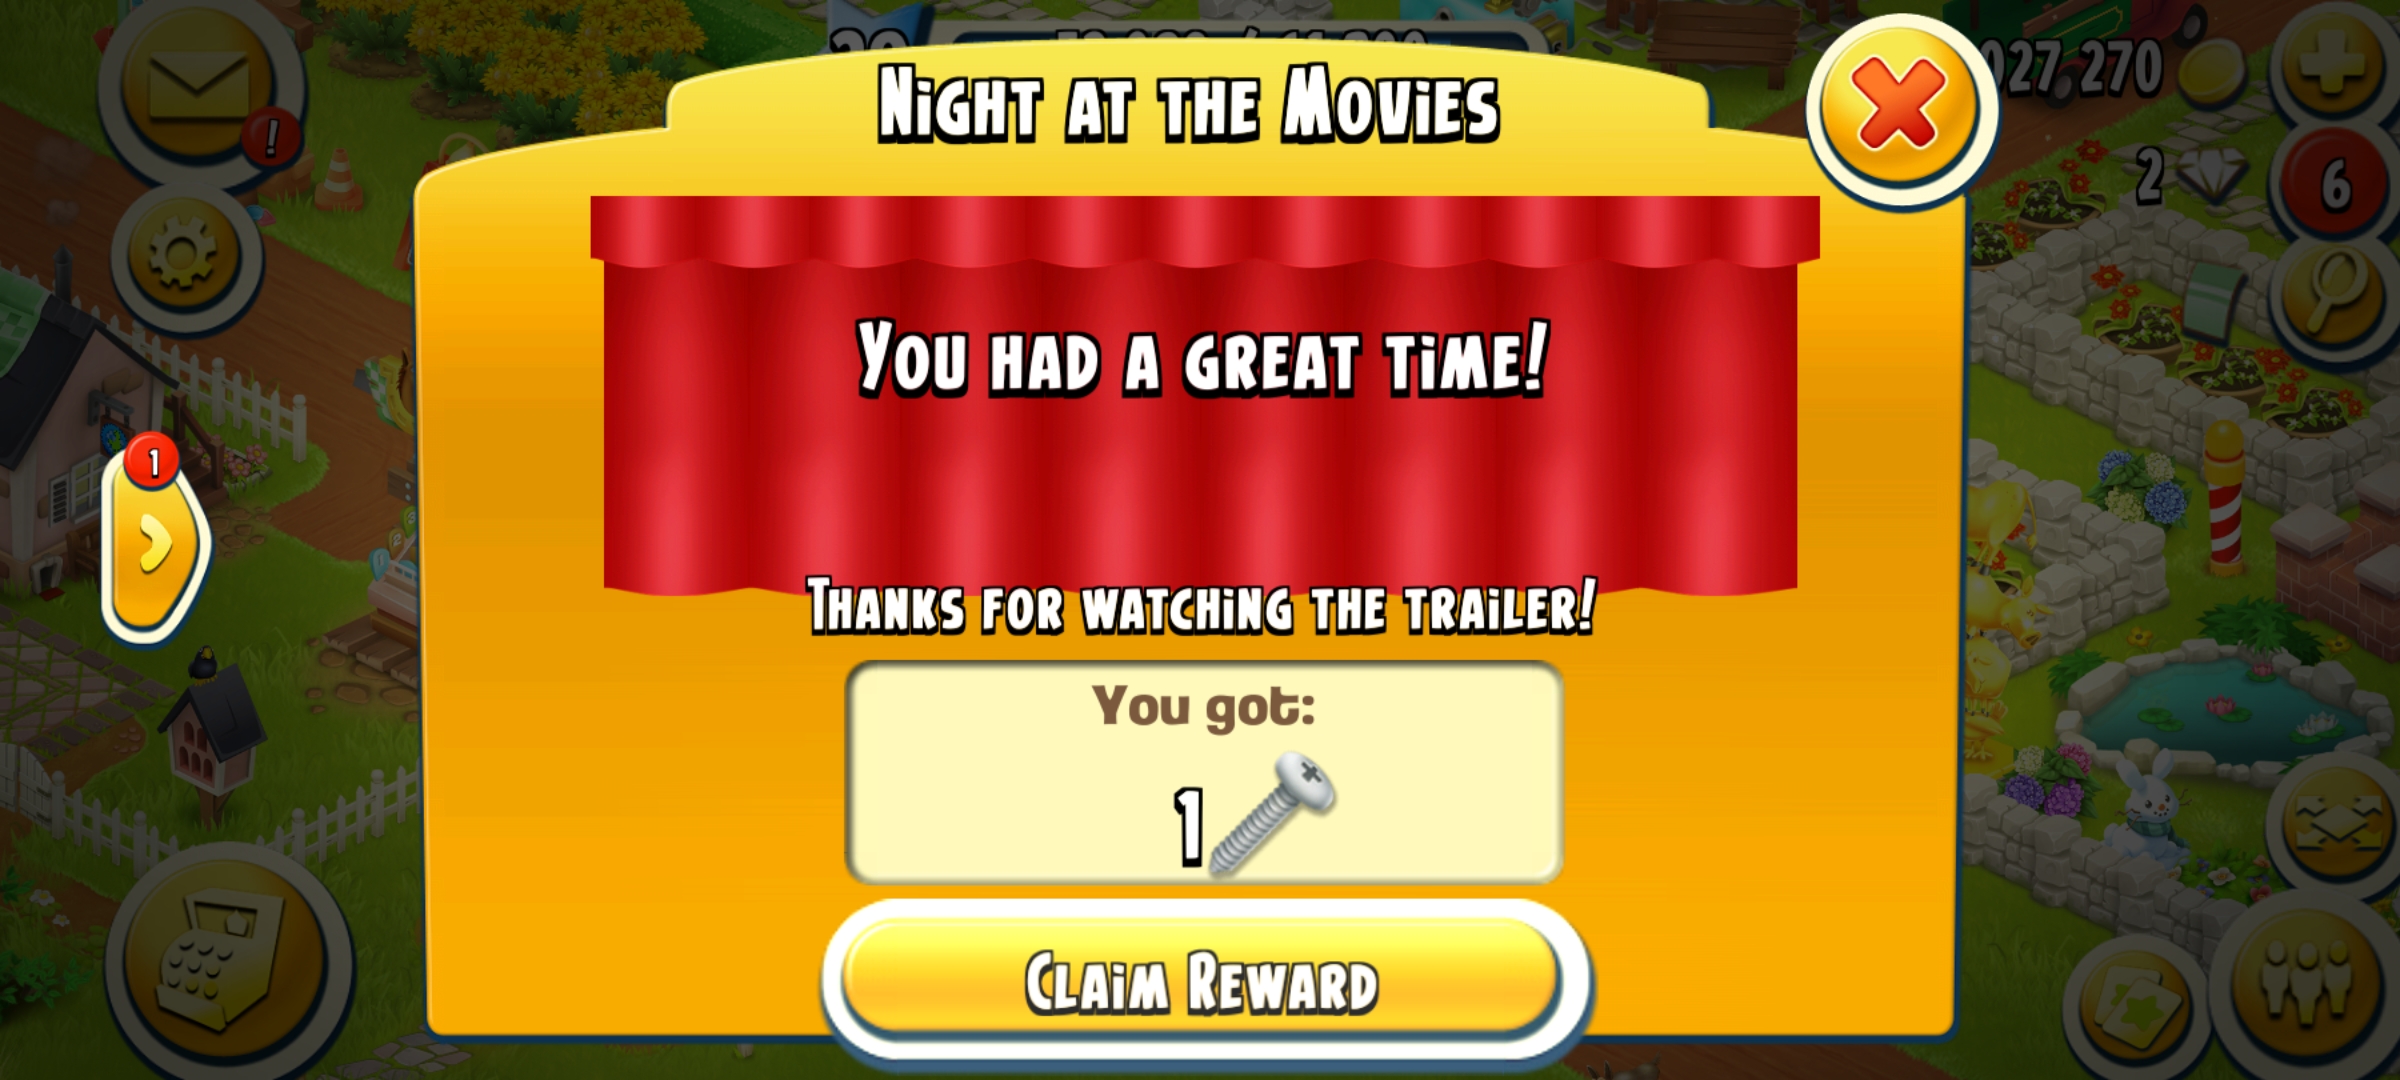 Night at the Movies
027,270
2
6
You had a great time!
1
Thanks for watching the trailer!
You got:
1
Claim Reward